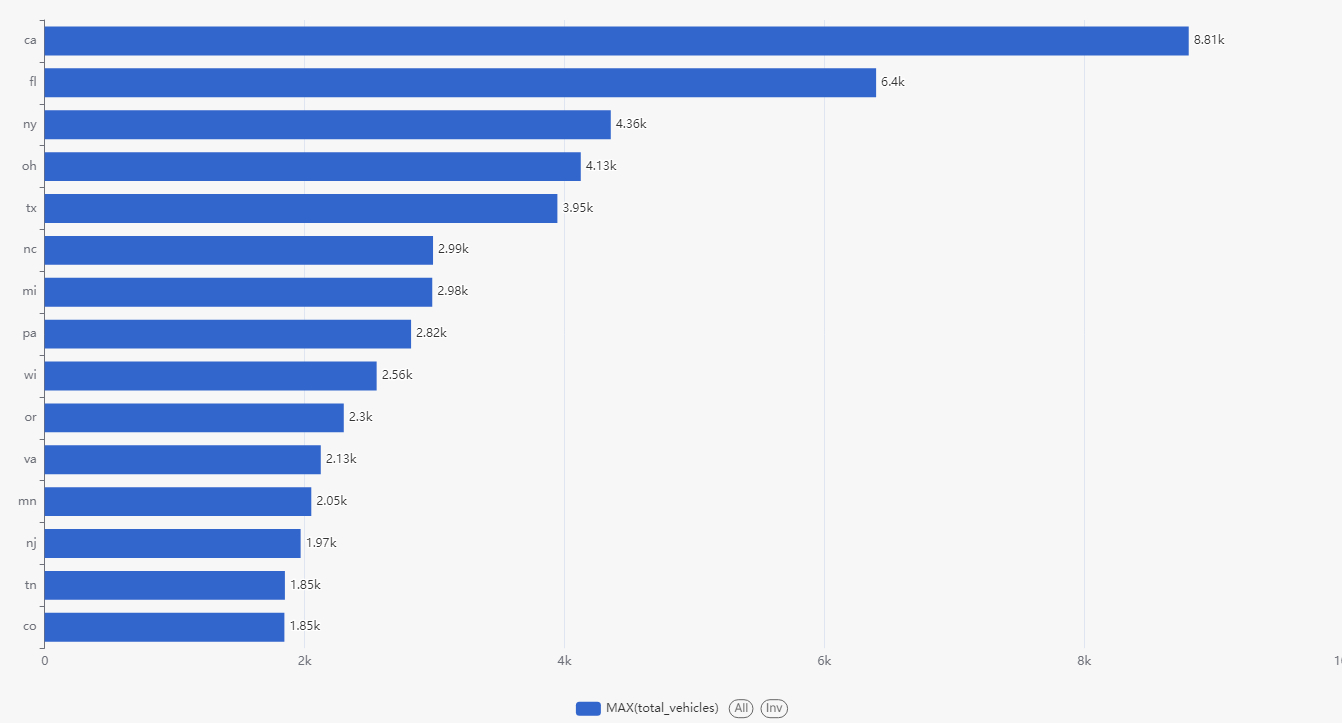 ca 8.81k
fl 6.4k
ny 4.36k
oh 4.13k
tx 3.95k
nc 2.99k
mi 2.98k
pa 2.82k
wi 2.56k
or 2.3k
va 2.13k
mn 2.05k
nj 1.97k
tn 1.85k
co 1.85k
0 2k 4k 6k 8k
MAX(total_vehicles) All Inv